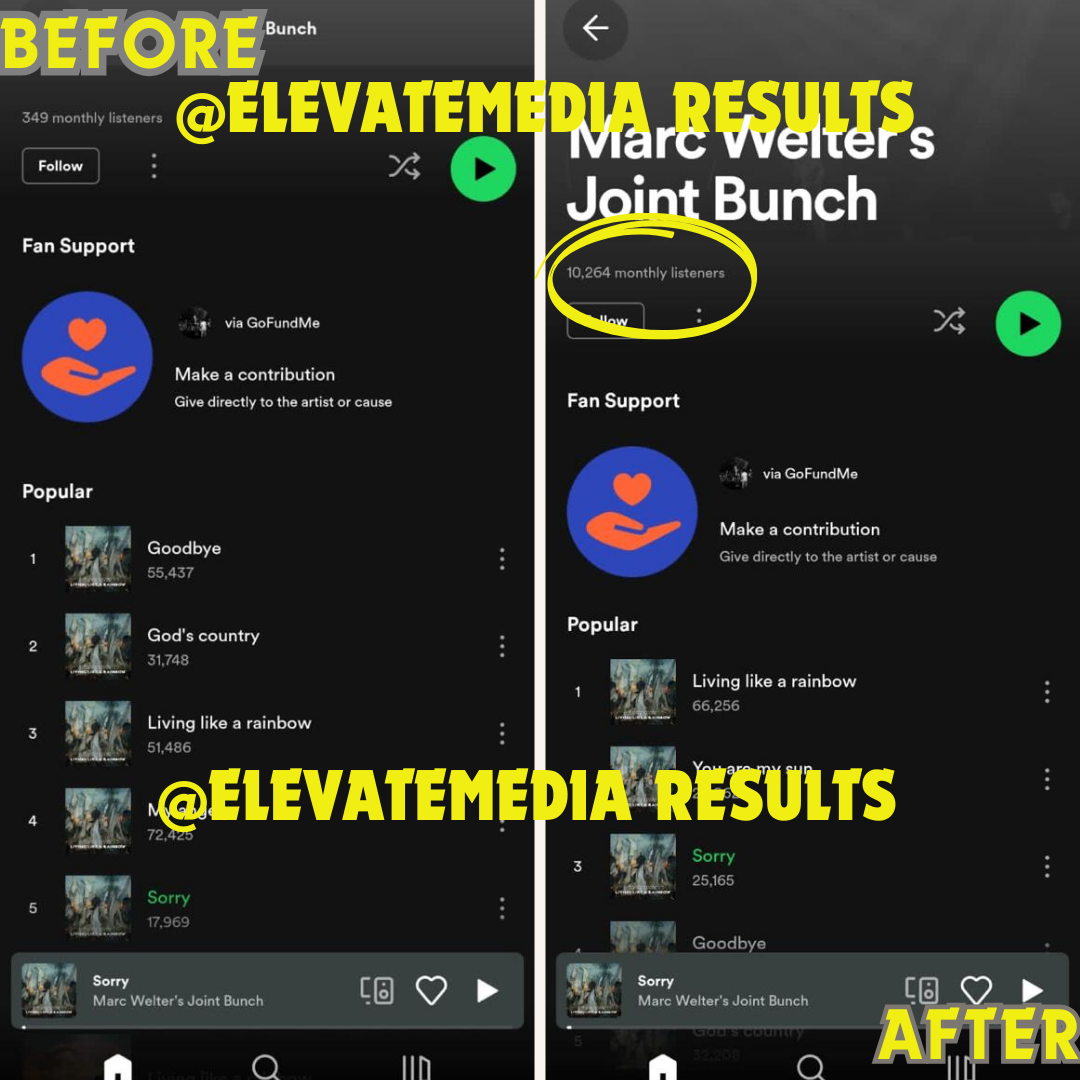 BEFORE
Bunch
@ELEVATEMEDIA RESULTS
349 monthly listeners
Follow
Fan Support
via GoFundMe
Make a contribution
Give directly to the artist or cause
Popular
1
Goodbye
55,437
2
God's country
31,748
3
Living like a rainbow
51,486
@ELEVATEMEDIA RESULTS
4
72,425
5
Sorry
17,969
Sorry
Marc Welter's Joint Bunch
Marc Welter's
Joint Bunch
10,264 monthly listeners
Follow
Fan Support
via GoFundMe
Make a contribution
Give directly to the artist or cause
Popular
1
Living like a rainbow
66,256
You are my sun
3
Sorry
25,165
4
Goodbye
Sorry
Marc Welter's Joint Bunch
5
God's country
32,208
Living like a rainbow
AFTER